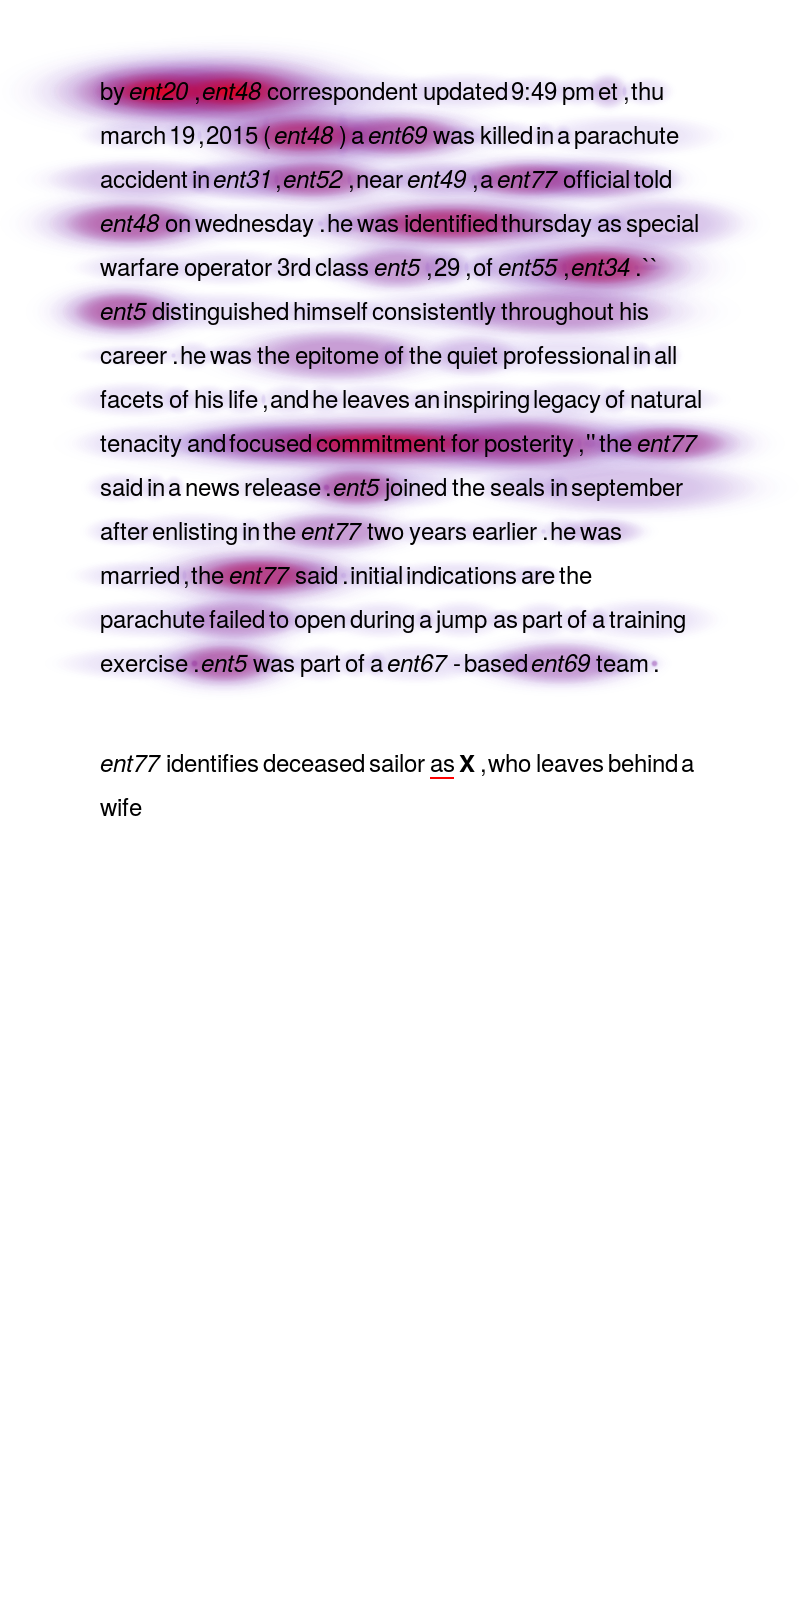 by ent20 , ent48 correspondent updated 9:49 pm et , thu
march 19 , 2015 ( ent48 ) a ent69 was killed in a parachute
accident in ent31 , ent52 , near ent49 , a ent77 official told
ent48 on wednesday . he was identified thursday as special
warfare operator 3rd class ent5 , 29 , of ent55 , ent34 . ``
ent5 distinguished himself consistently throughout his
career . he was the epitome of the quiet professional in all
facets of his life , and he leaves an inspiring legacy of natural
tenacity and focused commitment for posterity , '' the ent77
said in a news release . ent5 joined the seals in september
after enlisting in the ent77 two years earlier . he was
married , the ent77 said . initial indications are the
parachute failed to open during a jump as part of a training
exercise . ent5 was part of a ent67 - based ent69 team .
ent77 identifies deceased sailor as X , who leaves behind a
wife